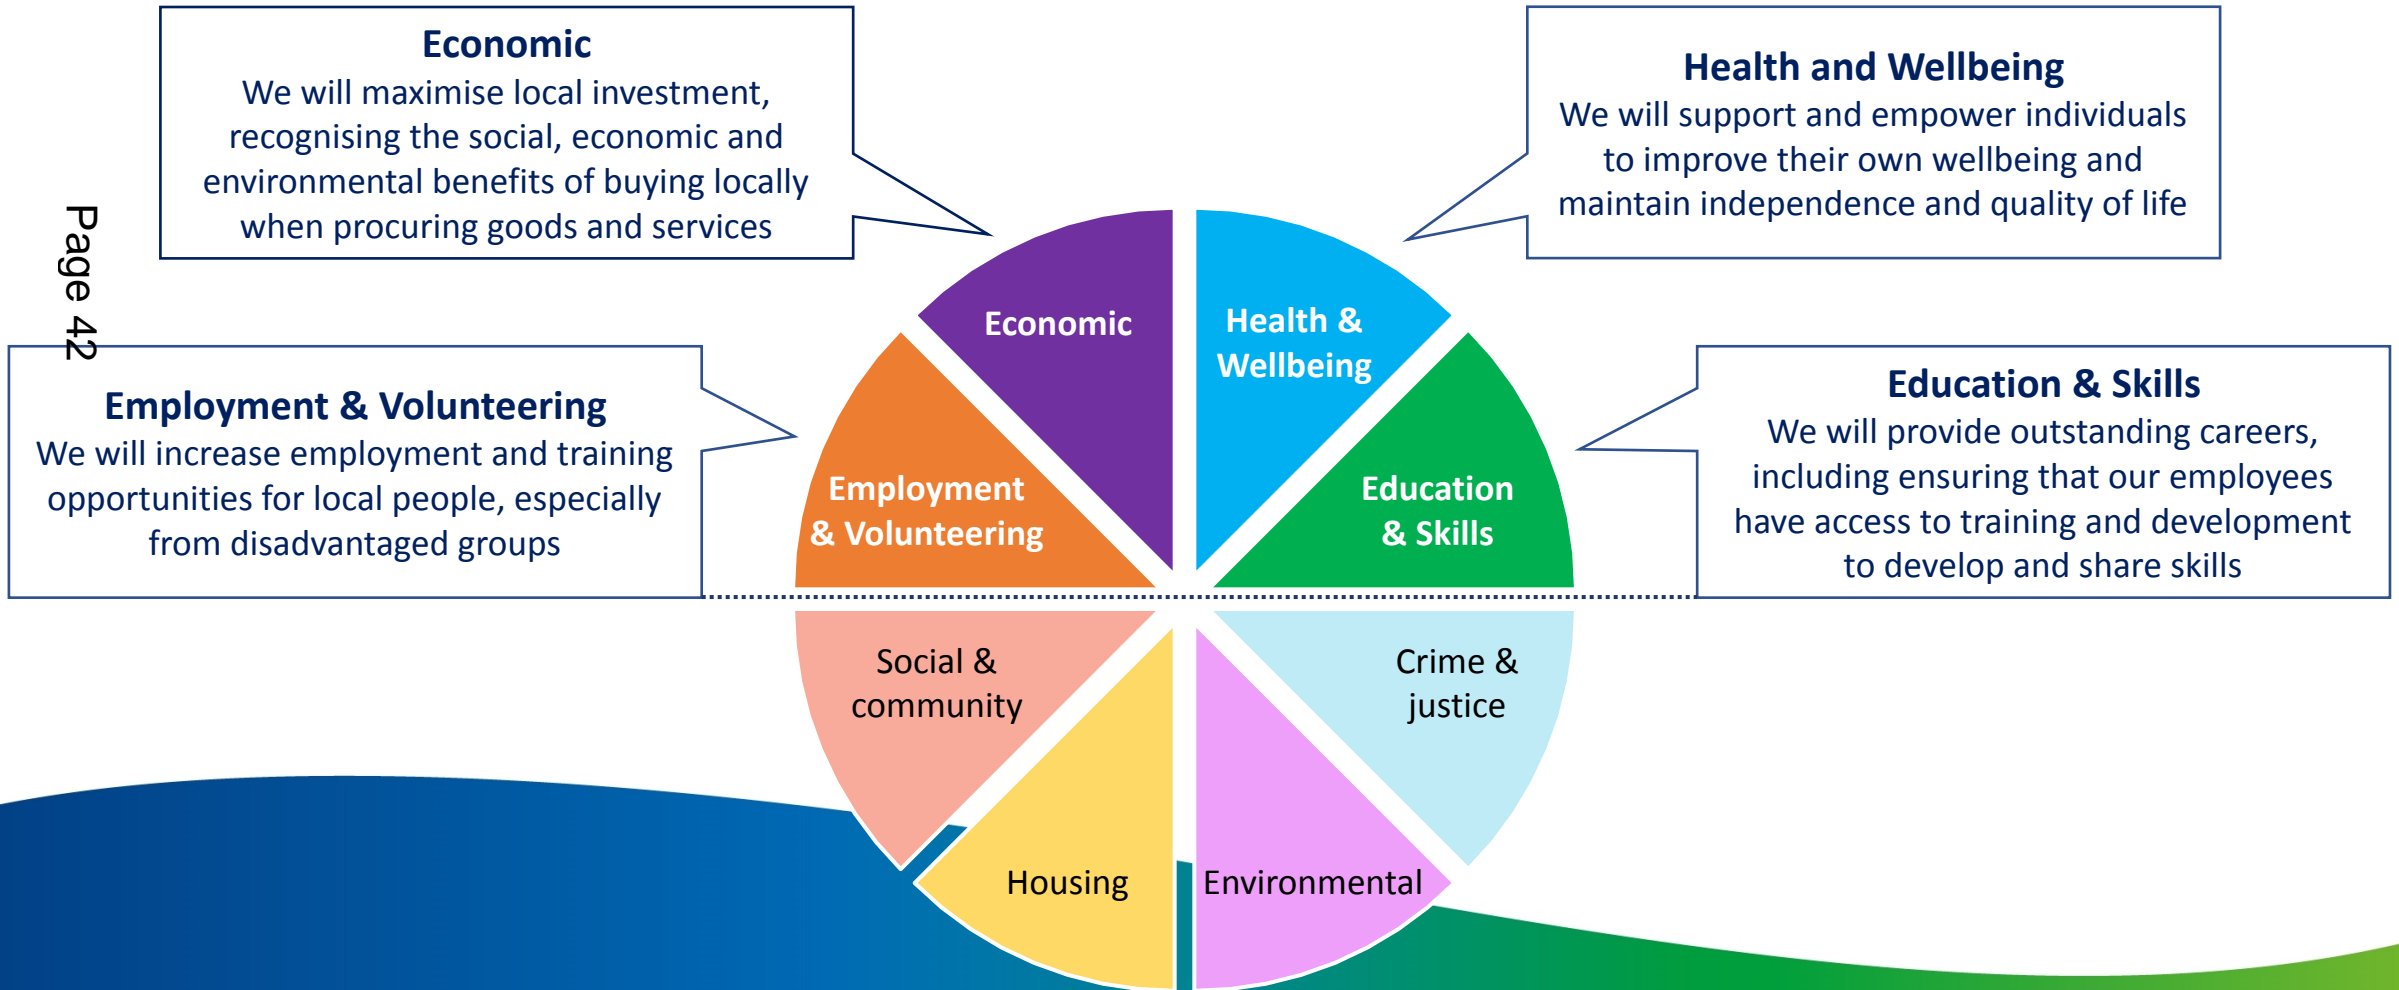 Economic
We will maximise local investment,
recognising the social, economic and
environmental benefits of buying locally
when procuring goods and services
Health and Wellbeing
We will support and empower individuals
to improve their own wellbeing and
maintain independence and quality of life
Page 42
Employment & Volunteering
We will increase employment and training
opportunities for local people, especially
from disadvantaged groups
Education & Skills
We will provide outstanding careers,
including ensuring that our employees
have access to training and development
to develop and share skills
Economic
Health &
Wellbeing
Employment
& Volunteering
Education
& Skills
Social &
community
Crime &
justice
Housing
Environmental